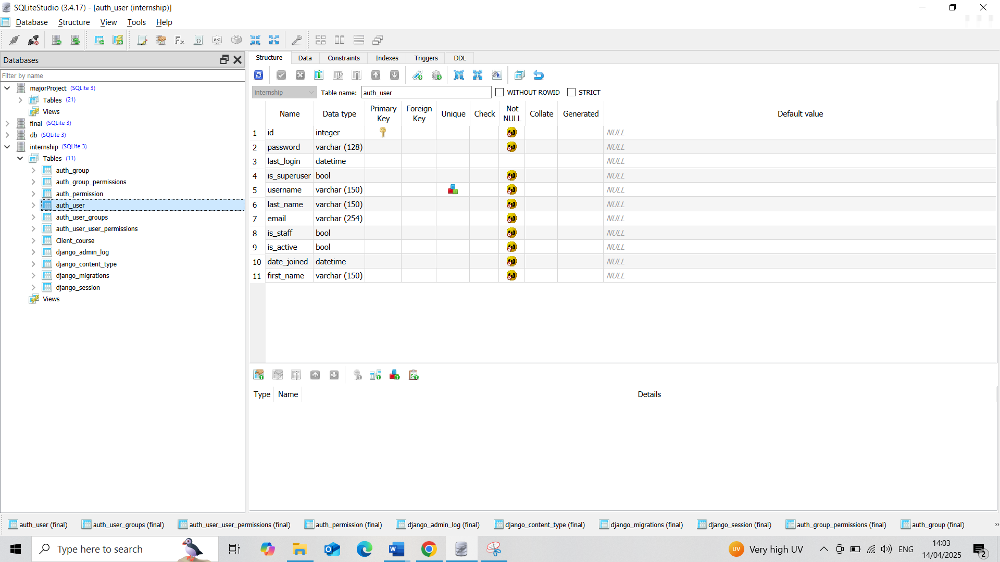 SQLiteStudio (3.4.17) - [auth_user (internship)]
Database Structure View Tools Help
Databases
Filter by name
majorProject (SQLite 3)
Tables (21)
Views
final (SQLite 3)
db (SQLite 3)
internship (SQLite 3)
Tables (11)
auth_group
auth_group_permissions
auth_permission
auth_user
auth_user_groups
auth_user_user_permissions
Client_course
django_admin_log
django_content_type
django_migrations
django_session
Views
Structure Data Constraints Indexes Triggers DDL
internship Table name: auth_user WITHOUT ROWID STRICT
Name Data type Primary Key Foreign Key Unique Check Not NULL Collate Generated Default value
1 id integer NULL
2 password varchar (128) NULL
3 last_login datetime NULL
4 is_superuser bool NULL
5 username varchar (150) NULL
6 last_name varchar (150) NULL
7 email varchar (254) NULL
8 is_staff bool NULL
9 is_active bool NULL
10 date_joined datetime NULL
11 first_name varchar (150) NULL
Type Name Details
auth_user (final) auth_user_groups (final) auth_user_user_permissions (final) auth_permission (final) django_admin_log (final) django_content_type (final) django_migrations (final) django_session (final) auth_group_permissions (final) auth_group (final) »
Type here to search UV Very high UV ENG 14:03
14/04/2025 2